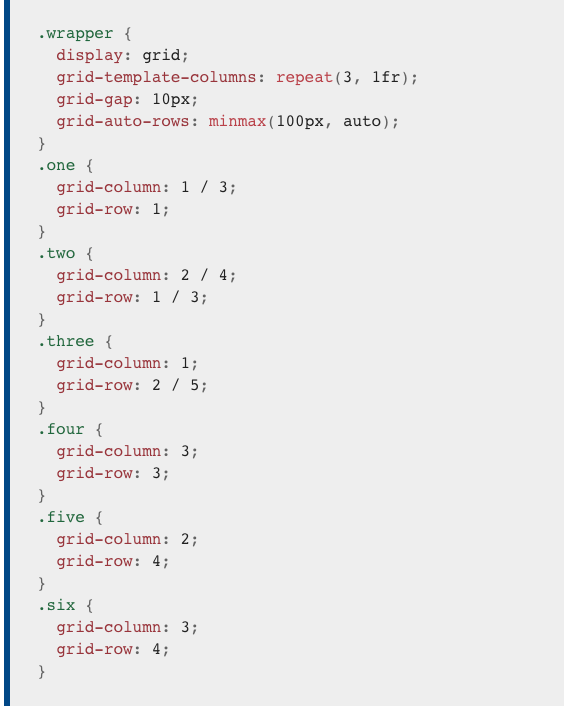 .wrapper {
  display: grid;
  grid-template-columns: repeat(3, 1fr);
  grid-gap: 10px;
  grid-auto-rows: minmax(100px, auto);
}
.one {
  grid-column: 1 / 3;
  grid-row: 1;
}
.two {
  grid-column: 2 / 4;
  grid-row: 1 / 3;
}
.three {
  grid-column: 1;
  grid-row: 2 / 5;
}
.four {
  grid-column: 3;
  grid-row: 3;
}
.five {
  grid-column: 2;
  grid-row: 4;
}
.six {
  grid-column: 3;
  grid-row: 4;
}